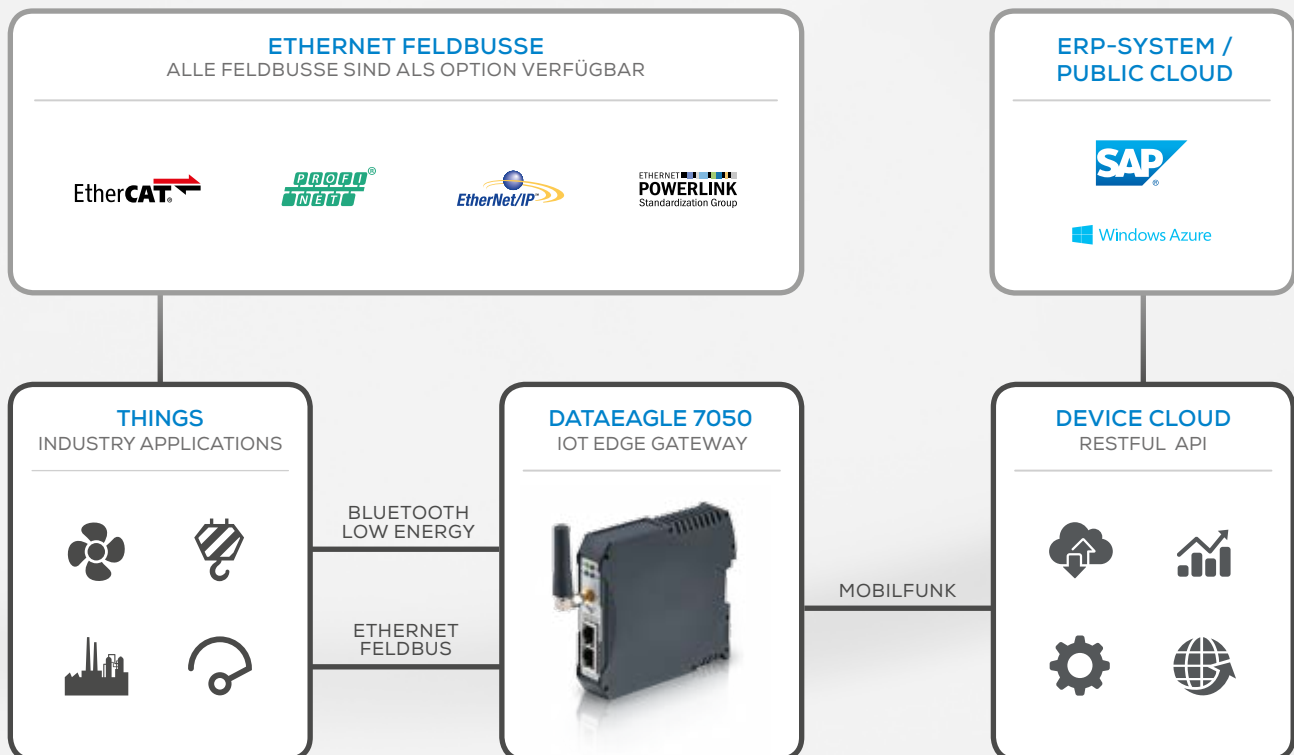 ETHERNET FELDBUSSE
ALLE FELDBUSSE SIND ALS OPTION VERFÜGBAR
EtherCAT®
PROFI®
NET
EtherNet/IP™
ETHERNET
POWERLINK
Standardization Group
ERP-SYSTEM /
PUBLIC CLOUD
SAP®
Windows Azure
THINGS
INDUSTRY APPLICATIONS
BLUETOOTH
LOW ENERGY
ETHERNET
FELDBUS
DATAEAGLE 7050
IOT EDGE GATEWAY
MOBILFUNK
DEVICE CLOUD
RESTFUL API